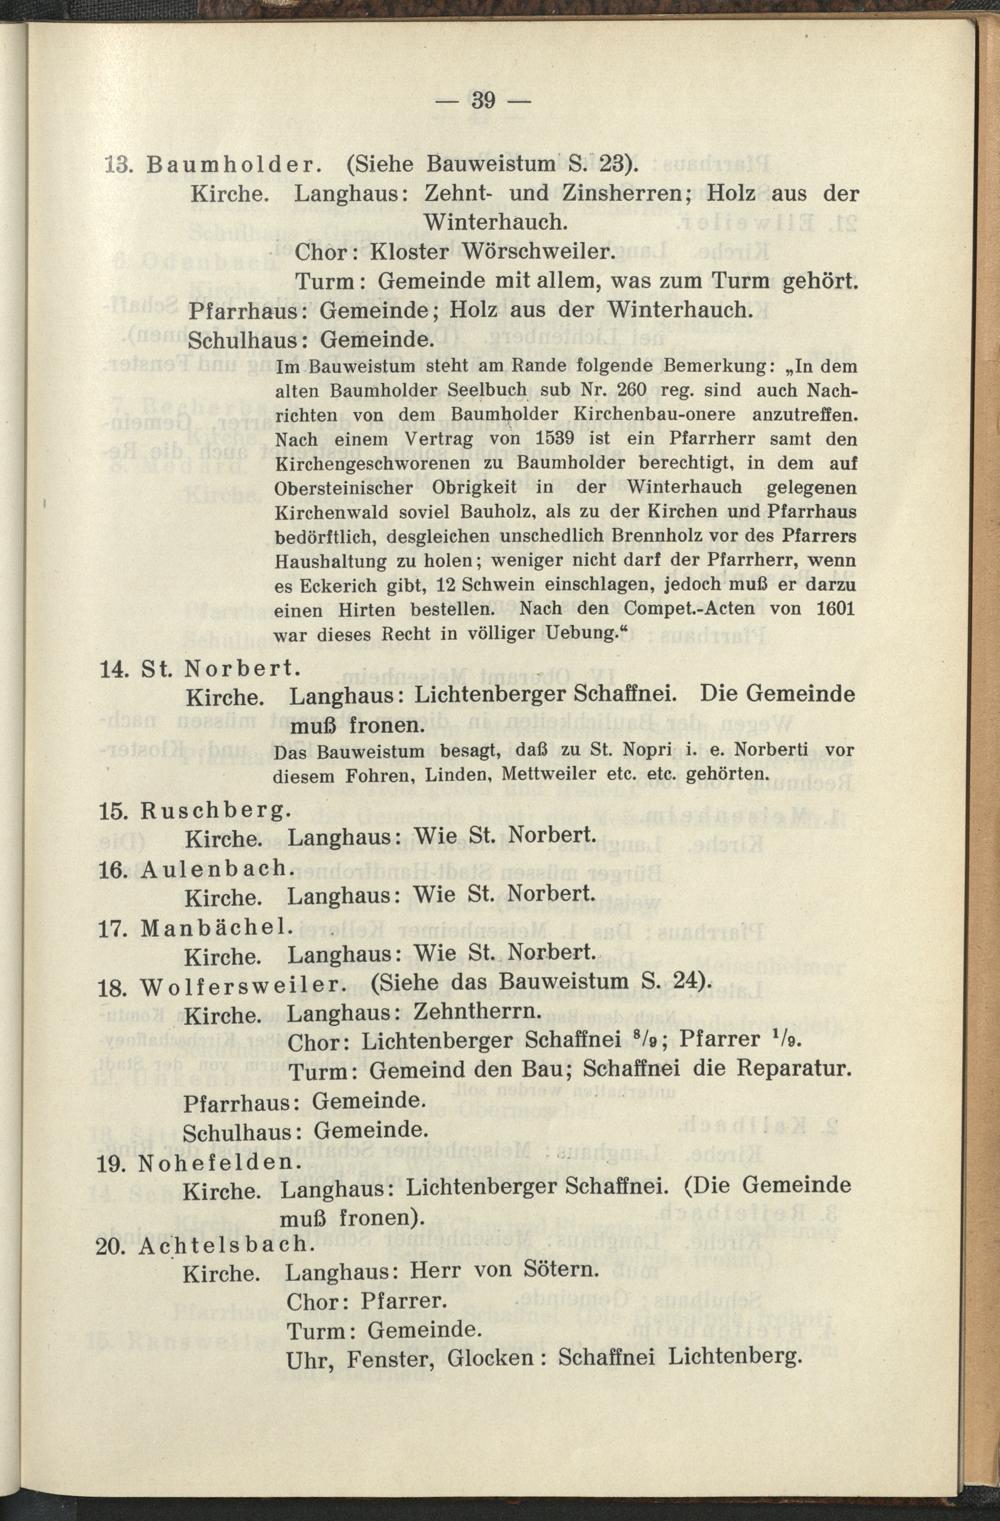 — 39 —
13. Baumholder. (Siehe Bauweistum S. 23).
Kirche. Langhaus: Zehnt- und Zinsherren; Holz aus der
Winterhauch.
Chor: Kloster Wörschweiler.
Turm: Gemeinde mit allem, was zum Turm gehört.
Pfarrhaus: Gemeinde; Holz aus der Winterhauch.
Schulhaus: Gemeinde.
Im Bauweistum steht am Rande folgende Bemerkung: „In dem
alten Baumholder Seelbuch sub Nr. 260 reg. sind auch Nach-
richten von dem Baumholder Kirchenbau-onere anzutreffen.
Nach einem Vertrag von 1539 ist ein Pfarrherr samt den
Kirchengeschworenen zu Baumholder berechtigt, in dem auf
Obersteinischer Obrigkeit in der Winterhauch gelegenen
Kirchenwald soviel Bauholz, als zu der Kirchen und Pfarrhaus
bedörftlich, desgleichen unschedlich Brennholz vor des Pfarrers
Haushaltung zu holen; weniger nicht darf der Pfarrherr, wenn
es Eckerich gibt, 12 Schwein einschlagen, jedoch muß er darzu
einen Hirten bestellen. Nach den Compet.-Acten von 1601
war dieses Recht in völliger Uebung.“
14. St. Norbert.
Kirche. Langhaus: Lichtenberger Schaffnei. Die Gemeinde
muß fronen.
Das Bauweistum besagt, daß zu St. Nopri i. e. Norberti vor
diesem Fohren, Linden, Mettweiler etc. etc. gehörten.
15. Ruschberg.
Kirche. Langhaus: Wie St. Norbert.
16. Aulenbach.
Kirche. Langhaus: Wie St. Norbert.
17. Manbächel.
Kirche. Langhaus: Wie St. Norbert.
18. Wolfersweiler. (Siehe das Bauweistum S. 24).
Kirche. Langhaus: Zehntherrn.
Chor: Lichtenberger Schaffnei ⁸/₉; Pfarrer ¹/₉.
Turm: Gemeind den Bau; Schaffnei die Reparatur.
Pfarrhaus: Gemeinde.
Schulhaus: Gemeinde.
19. Nohefelden.
Kirche. Langhaus: Lichtenberger Schaffnei. (Die Gemeinde
muß fronen).
20. Achtelsbach.
Kirche. Langhaus: Herr von Sötern.
Chor: Pfarrer.
Turm: Gemeinde.
Uhr, Fenster, Glocken: Schaffnei Lichtenberg.